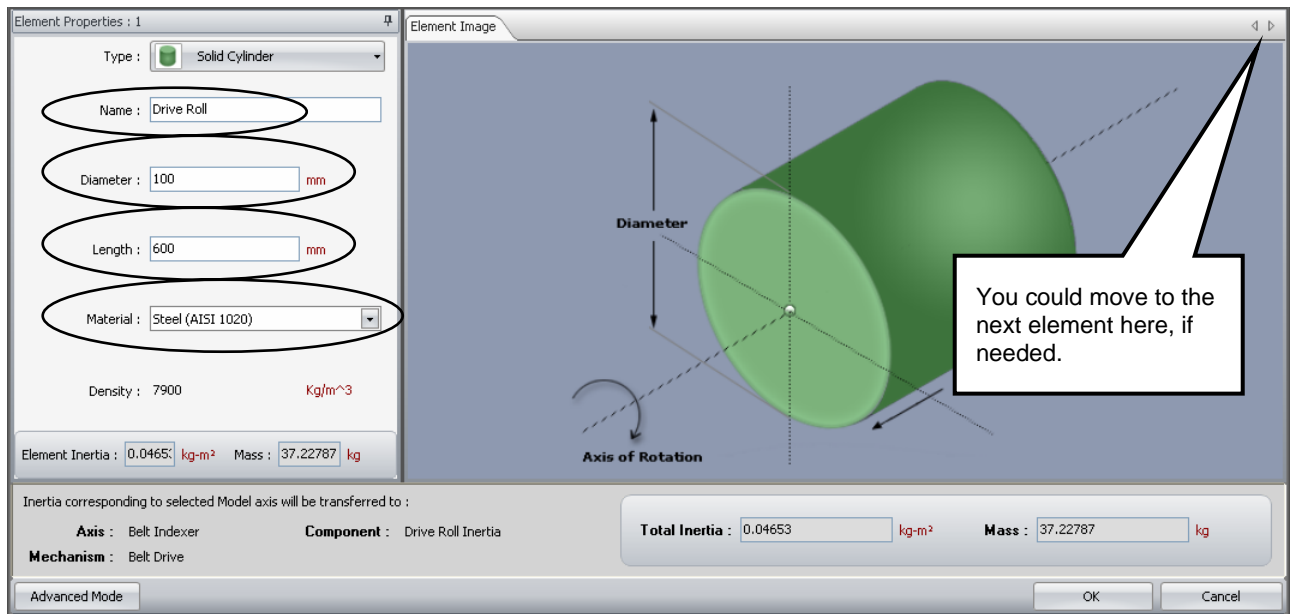 Element Properties : 1
Type : Solid Cylinder
Name : Drive Roll
Diameter : 100 mm
Length : 600 mm
Material : Steel (AISI 1020)
Density : 7900 Kg/m^3
Element Inertia : 0.0465 kg-m² Mass : 37.22787 kg
Element Image
Diameter
Axis of Rotation
You could move to the
next element here, if
needed.
Inertia corresponding to selected Model axis will be transferred to :
Axis : Belt Indexer Component : Drive Roll Inertia
Mechanism : Belt Drive
Total Inertia : 0.04653 kg-m² Mass : 37.22787 kg
Advanced Mode OK Cancel